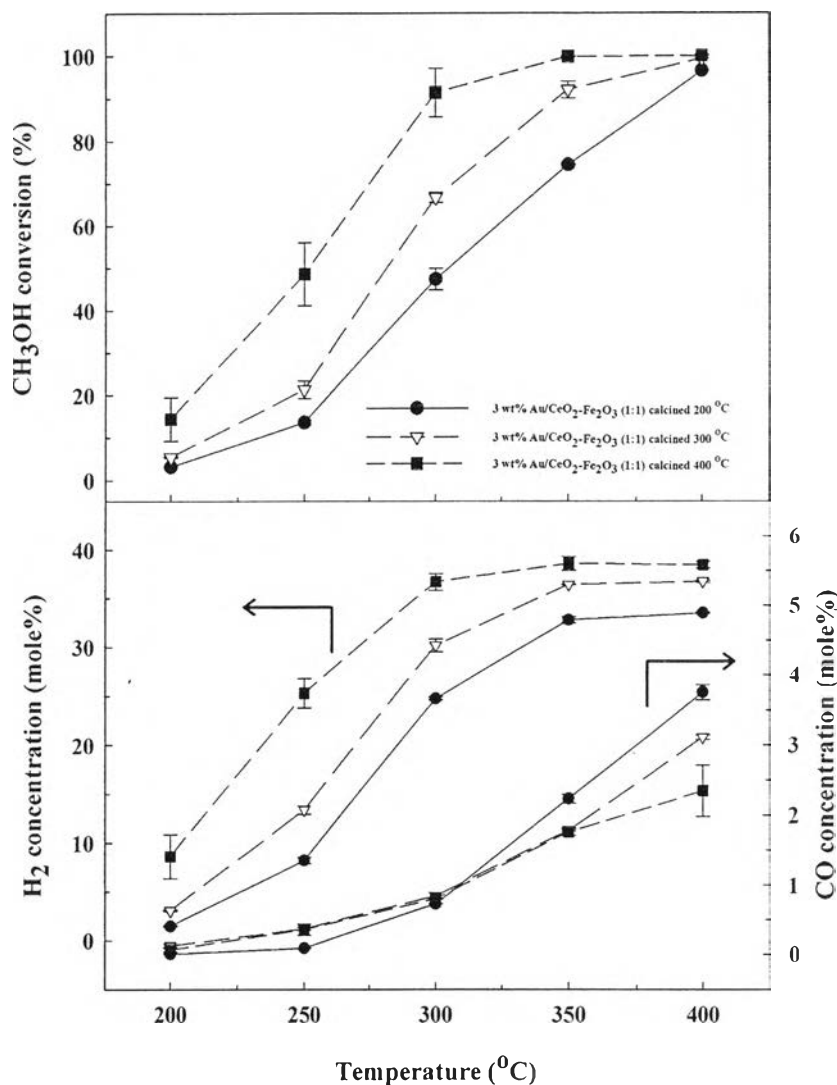 100
80
60
40
20
0
CH₃OH conversion (%)
3 wt% Au/CeO₂-Fe₂O₃ (1:1) calcined 200 °C
3 wt% Au/CeO₂-Fe₂O₃ (1:1) calcined 300 °C
3 wt% Au/CeO₂-Fe₂O₃ (1:1) calcined 400 °C
40
30
20
10
0
H₂ concentration (mole%)
6
5
4
3
2
1
0
CO concentration (mole%)
200 250 300 350 400
Temperature (°C)